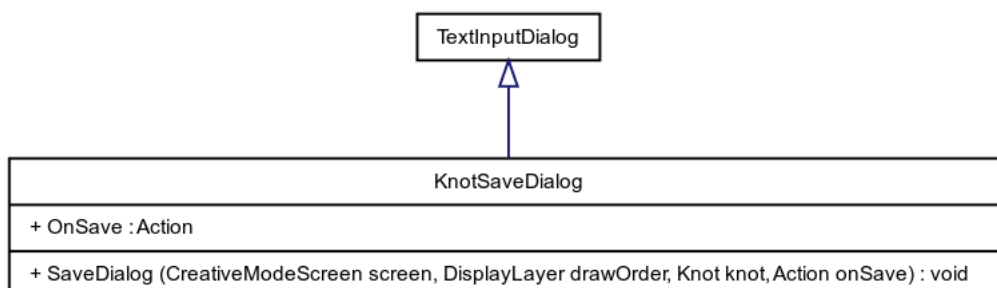 TextInputDialog
KnotSaveDialog
+ OnSave : Action
+ SaveDialog (CreativeModeScreen screen, DisplayLayer drawOrder, Knot knot, Action onSave) : void